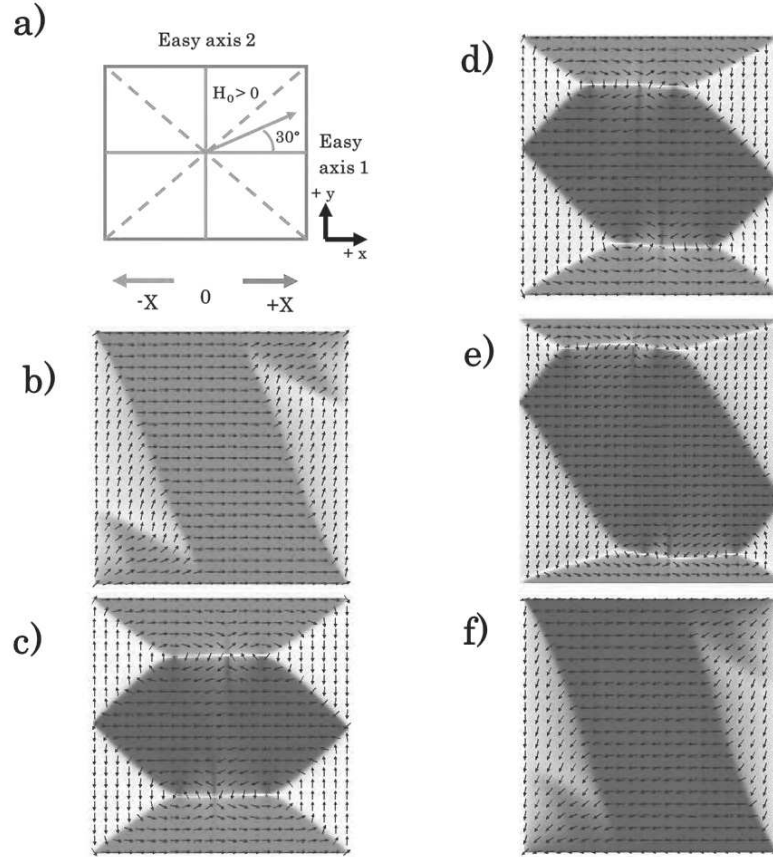 a)
Easy axis 2
H₀ > 0
30°
Easy
axis 1
+ y
+ x
-X 0 +X
b)
c)
d)
e)
f)